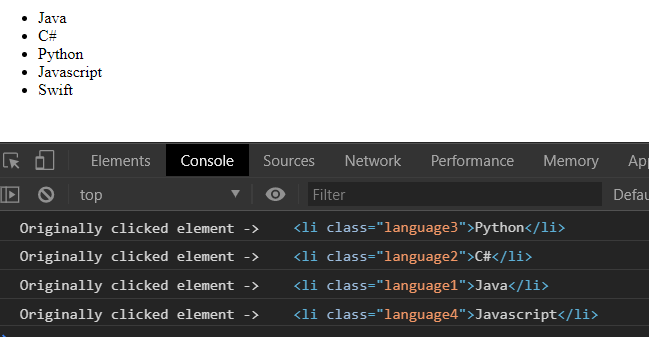 Java
C#
Python
Javascript
Swift
Elements Console Sources Network Performance Memory
top Filter
Originally clicked element -> <li class="language3">Python</li>
Originally clicked element -> <li class="language2">C#</li>
Originally clicked element -> <li class="language1">Java</li>
Originally clicked element -> <li class="language4">Javascript</li>